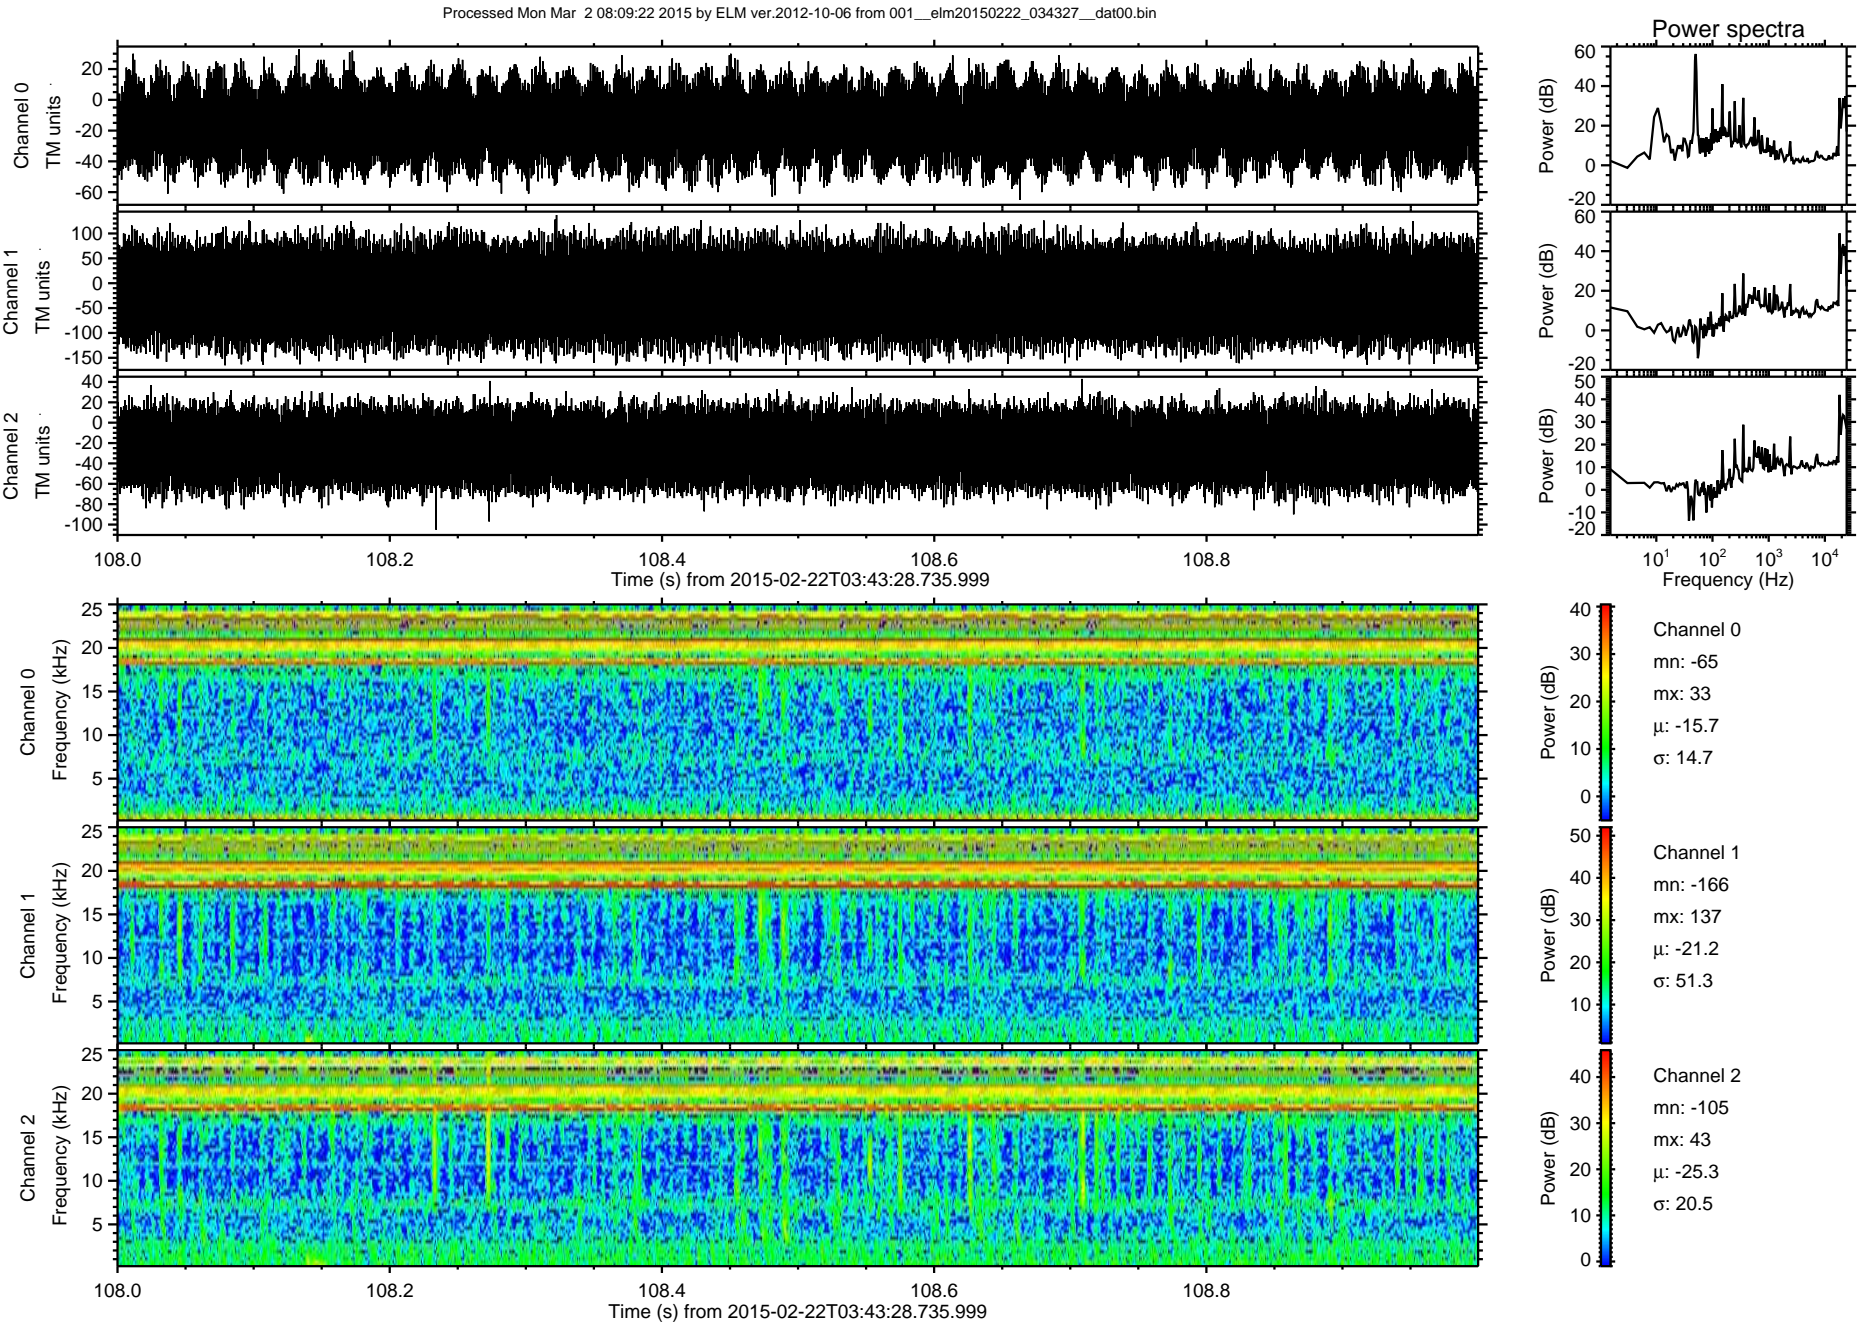 Processed Mon Mar  2 08:09:22 2015 by ELM ver.2012-10-06 from 001__elm20150222_034327__dat00.bin
Power spectra
Channel 0
TM units
20
0
-20
-40
-60
Power (dB)
60
40
20
0
-20
Channel 1
TM units
100
50
0
-50
-100
-150
Power (dB)
60
40
20
0
-20
Channel 2
TM units
40
20
0
-20
-40
-60
-80
-100
Power (dB)
50
40
30
20
10
0
-10
-20
108.0 108.2 108.4 108.6 108.8
Time (s) from 2015-02-22T03:43:28.735.999
10¹ 10² 10³ 10⁴
Frequency (Hz)
Channel 0
Frequency (kHz)
25
20
15
10
5
Power (dB)
40
30
20
10
0
Channel 0
mn: -65
mx: 33
μ: -15.7
σ: 14.7
Channel 1
Frequency (kHz)
25
20
15
10
5
Power (dB)
50
40
30
20
10
Channel 1
mn: -166
mx: 137
μ: -21.2
σ: 51.3
Channel 2
Frequency (kHz)
25
20
15
10
5
Power (dB)
40
30
20
10
0
Channel 2
mn: -105
mx: 43
μ: -25.3
σ: 20.5
108.0 108.2 108.4 108.6 108.8
Time (s) from 2015-02-22T03:43:28.735.999